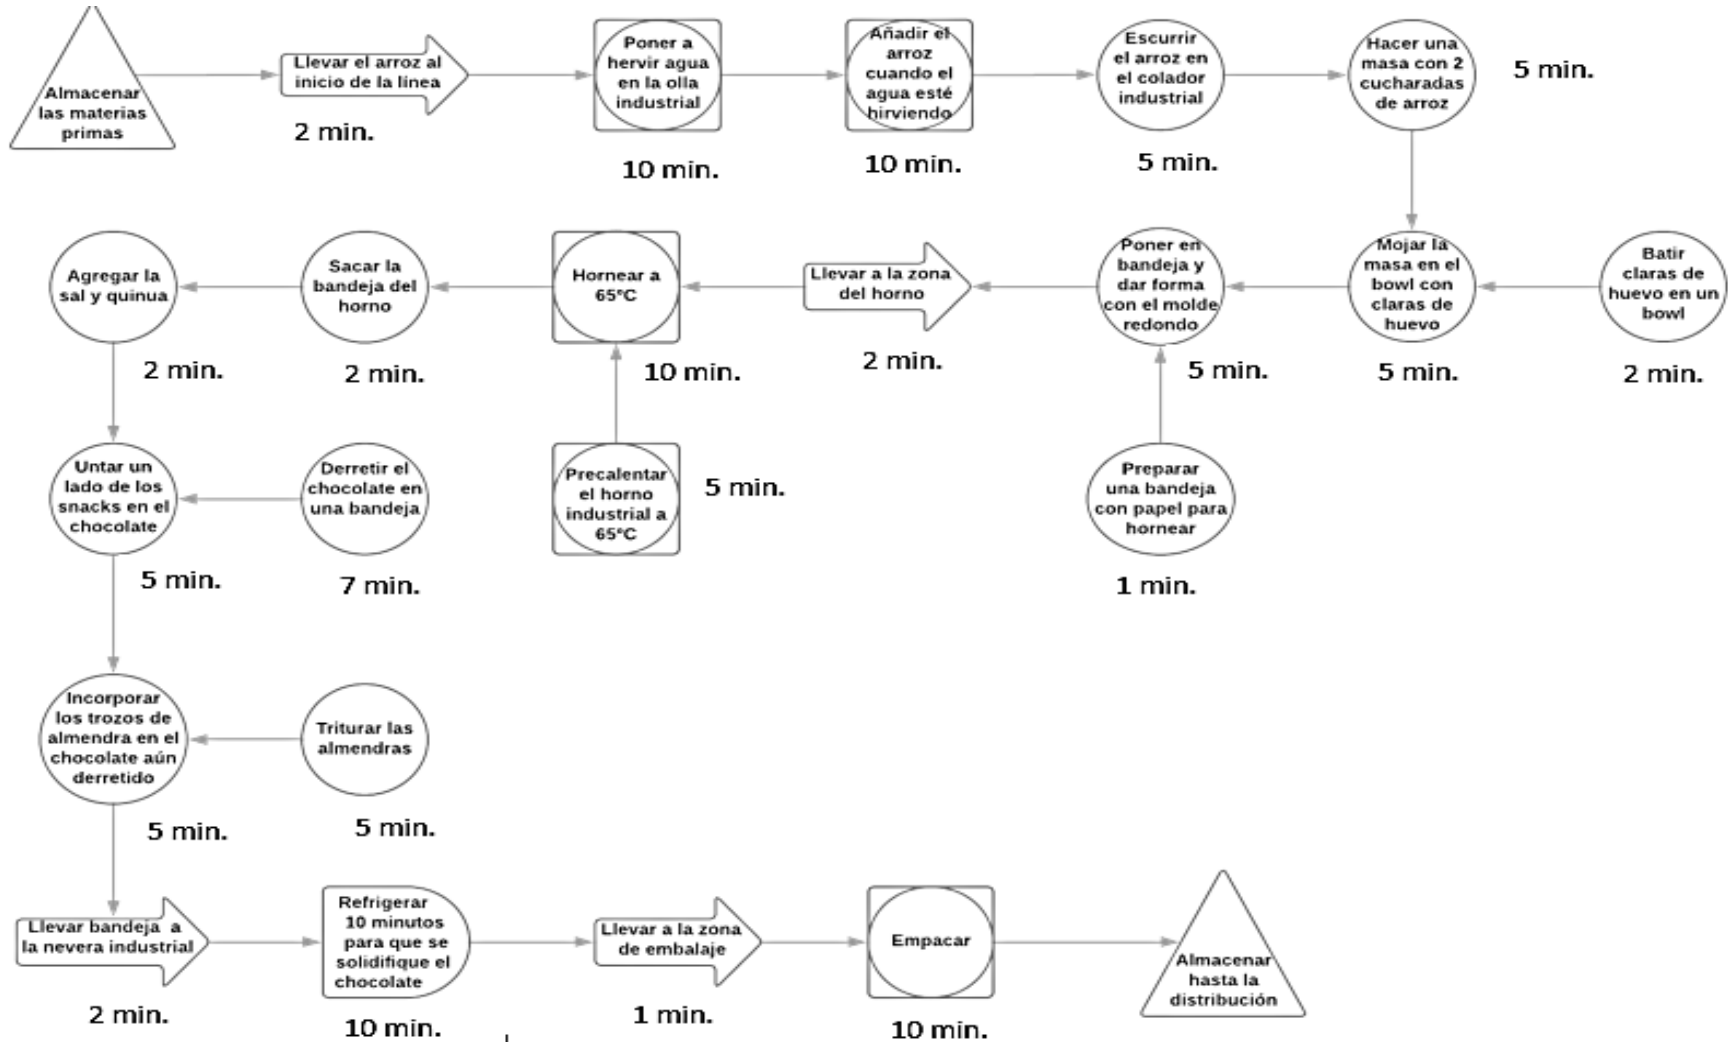 Almacenar
las materias
primas
Llevar el arroz al
inicio de la línea
2 min.
Poner a
hervir agua
en la olla
industrial
10 min.
Añadir el
arroz
cuando el
agua esté
hirviendo
10 min.
Escurrir
el arroz en
el colador
industrial
5 min.
Hacer una
masa con 2
cucharadas
de arroz
5 min.
Batir
claras de
huevo en un
bowl
2 min.
Mojar la
masa en el
bowl con
claras de
huevo
5 min.
Poner en
bandeja y
dar forma
con el molde
redondo
5 min.
Preparar
una bandeja
con papel para
hornear
1 min.
Llevar a la zona
del horno
2 min.
Hornear a
65°C
10 min.
Precalentar
el horno
industrial a
65°C
5 min.
Sacar la
bandeja del
horno
2 min.
Agregar la
sal y quinua
2 min.
Untar un
lado de los
snacks en el
chocolate
5 min.
Derretir el
chocolate en
una bandeja
7 min.
Incorporar
los trozos de
almendra en el
chocolate aún
derretido
5 min.
Triturar las
almendras
5 min.
Llevar bandeja a
la nevera industrial
2 min.
Refrigerar
10 minutos
para que se
solidifique el
chocolate
10 min.
Llevar a la zona
de embalaje
1 min.
Empacar
10 min.
Almacenar
hasta la
distribución